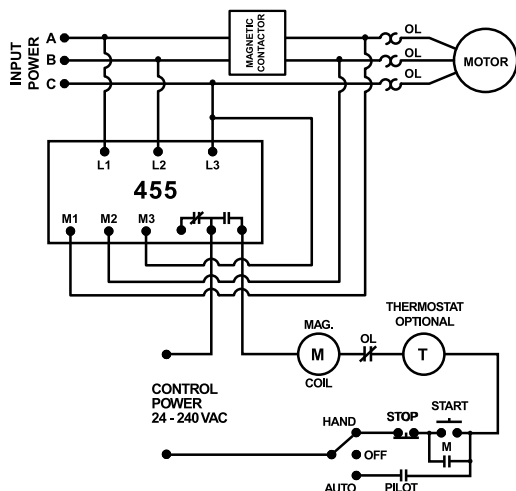 INPUT
POWER
A
B
C
MAGNETIC
CONTACTOR
OL
OL
OL
MOTOR
L1
L2
L3
455
M1
M2
M3
MAG.
M
COIL
OL
THERMOSTAT
OPTIONAL
T
CONTROL
POWER
24 - 240 VAC
HAND
OFF
AUTO
STOP
START
M
PILOT